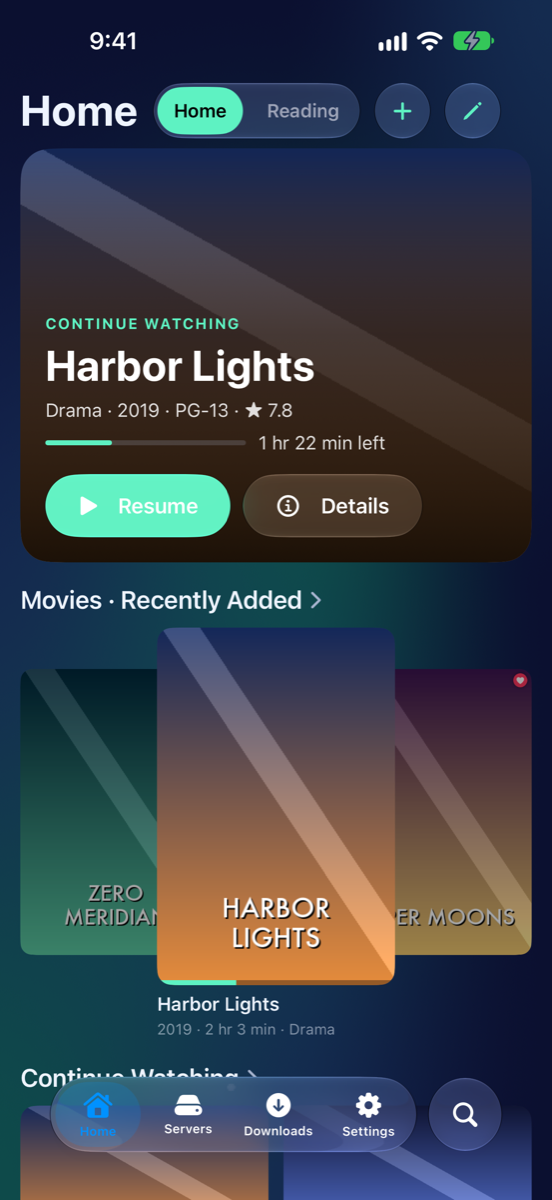 9:41
Home
Home
Reading
CONTINUE WATCHING
Harbor Lights
Drama · 2019 · PG-13 · ★ 7.8
1 hr 22 min left
Resume
Details
Movies · Recently Added
ZERO
MERIDIAN
HARBOR
LIGHTS
ER MOONS
Harbor Lights
2019 · 2 hr 3 min · Drama
Continue Watching
Home
Servers
Downloads
Settings